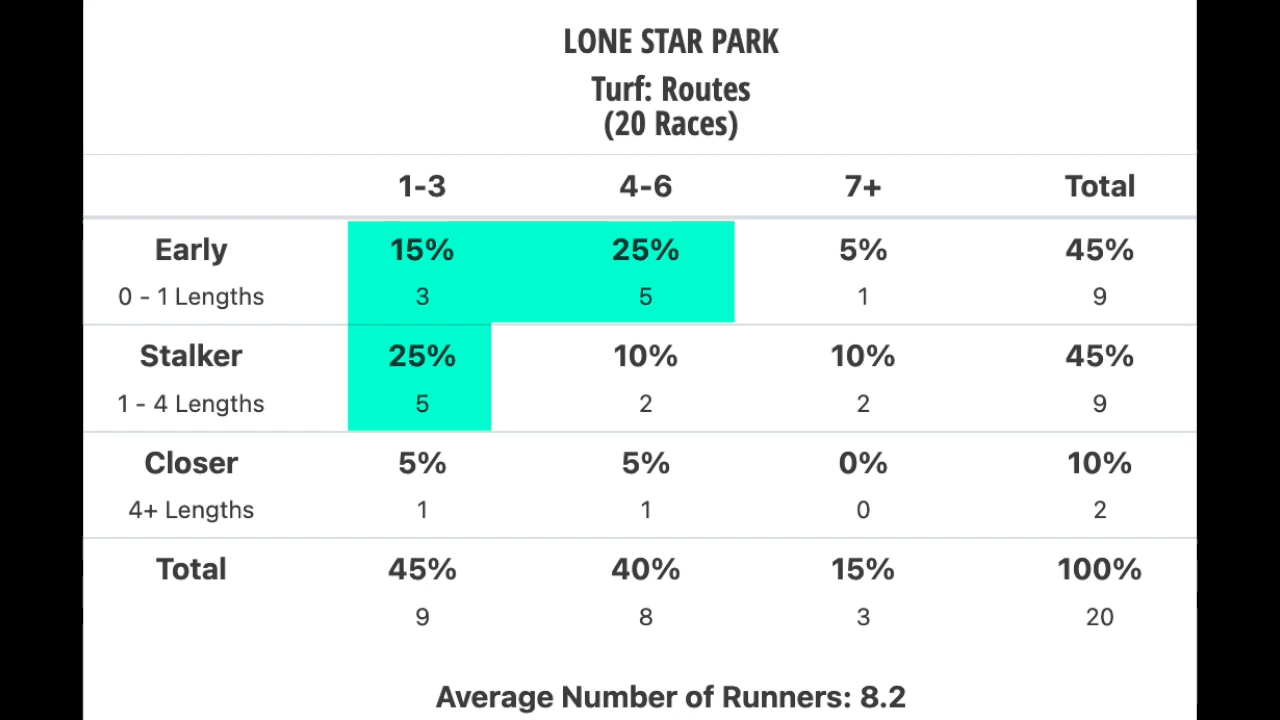 LONE STAR PARK
Turf: Routes
(20 Races)
1-3 4-6 7+ Total
Early 15% 25% 5% 45%
0 - 1 Lengths 3 5 1 9
Stalker 25% 10% 10% 45%
1 - 4 Lengths 5 2 2 9
Closer 5% 5% 0% 10%
4+ Lengths 1 1 0 2
Total 45% 40% 15% 100%
9 8 3 20
Average Number of Runners: 8.2